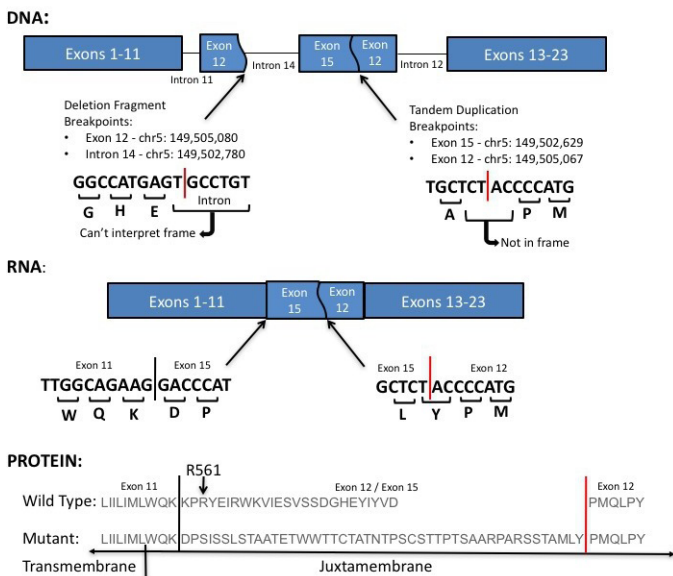 DNA:
Exons 1-11
Exon 12
Exon 15
Exon 12
Exons 13-23
Intron 11
Intron 14
Intron 12
Deletion Fragment
Breakpoints:
• Exon 12 - chr5: 149,505,080
• Intron 14 - chr5: 149,502,780
Tandem Duplication
Breakpoints:
• Exon 15 - chr5: 149,502,629
• Exon 12 - chr5: 149,505,067
GGCCATGAGTGCCTGT
G H E
Intron
Can't interpret frame
TGCTCTACCCCATG
A P M
Not in frame
RNA:
Exons 1-11
Exon 15
Exon 12
Exons 13-23
Exon 11 Exon 15
TTGGCAGAAGGACCCAT
W Q K D P
Exon 15 Exon 12
GCTCTACCCCATG
L Y P M
PROTEIN:
R561
Exon 11 Exon 12 / Exon 15 Exon 12
Wild Type: LIILIMLWQKKPRYEIRWKVIESVSSDGHEYIYVD PMQLPY
Mutant: LIILIMLWQKDPSISSLSTAATETWWTTCTATNTPSCSTTPTSAARPARSSTAMLYPMQLPY
Transmembrane Juxtamembrane